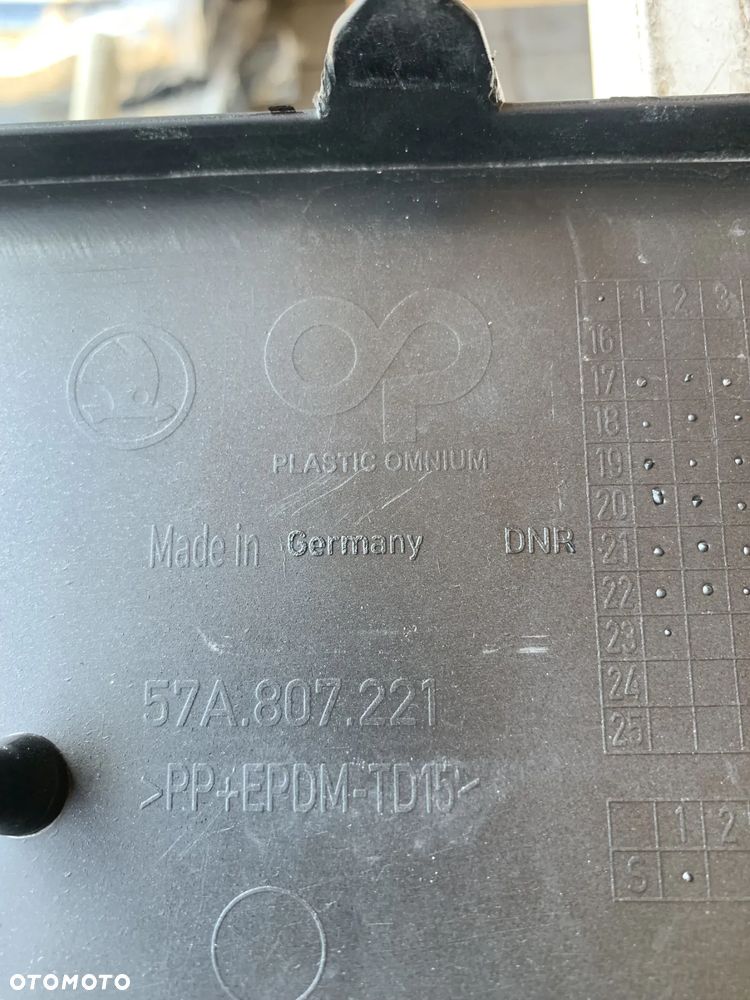 PLASTIC OMNIUM
Made in Germany DNR
57A.807.221
>PP+EPDM-TD15<
1 2 3
16
17
18
19
20
21
22
23
24
25
1 2
S
OTOMOTO